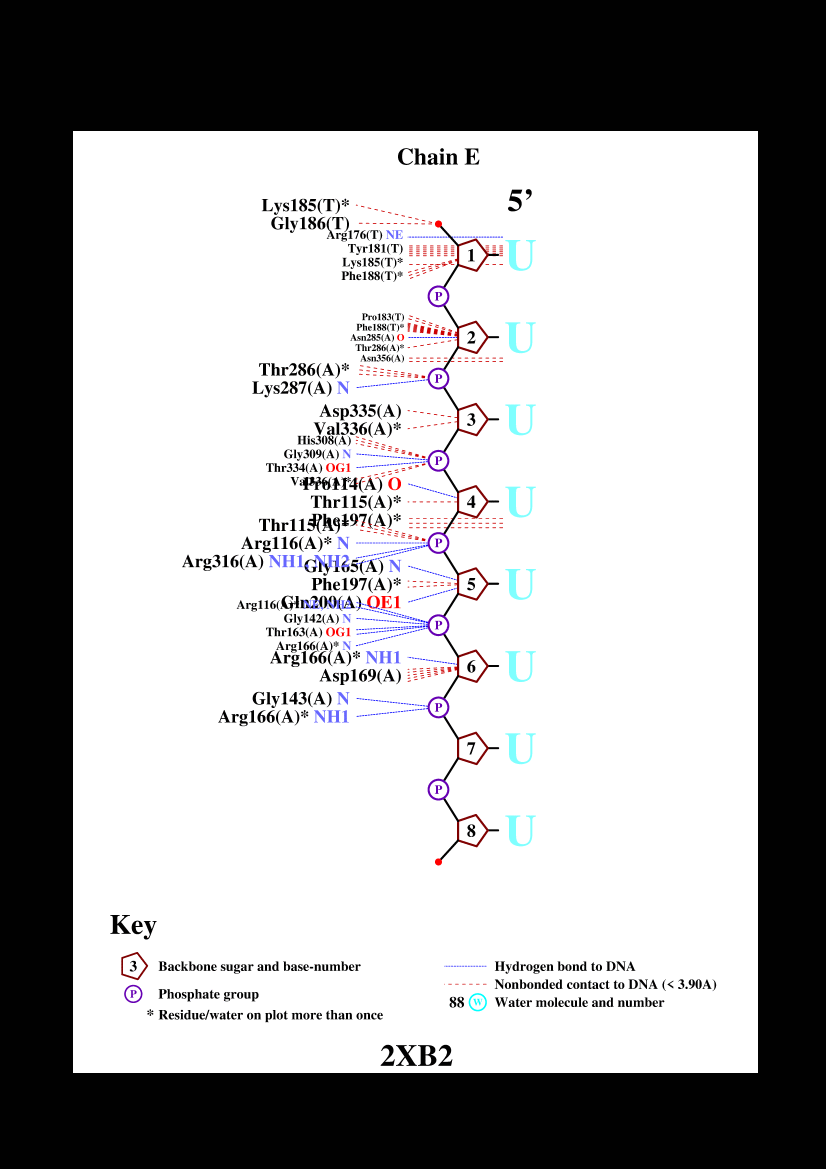 Chain E
5’
Lys185(T)*
Gly186(T)
Arg176(T) NE
Tyr181(T)
Lys185(T)*
Phe188(T)*
1 U
P
Pro183(T)
Phe188(T)*
Asn285(A) O
Thr286(A)*
Asn356(A)
2 U
Thr286(A)*
Lys287(A) N
P
Asp335(A)
Val336(A)*
3 U
His308(A)
Gly309(A) N
Thr334(A) OG1
Val336(A)*
P
Pro114(A) O
Thr115(A)*
Phe197(A)*
4 U
Thr115(A)*
Arg116(A)* N
Arg316(A) NH1, NH2
P
Gly165(A) N
Phe197(A)*
Gln200(A) OE1
5 U
Arg116(A)*
Gly142(A) N
Thr163(A) OG1
Arg166(A)* N
P
Arg166(A)* NH1
Asp169(A)
6 U
Gly143(A) N
Arg166(A)* NH1
P
7 U
P
8 U
Key
3 Backbone sugar and base-number
P Phosphate group
* Residue/water on plot more than once
Hydrogen bond to DNA
Nonbonded contact to DNA (< 3.90A)
88 W Water molecule and number
2XB2